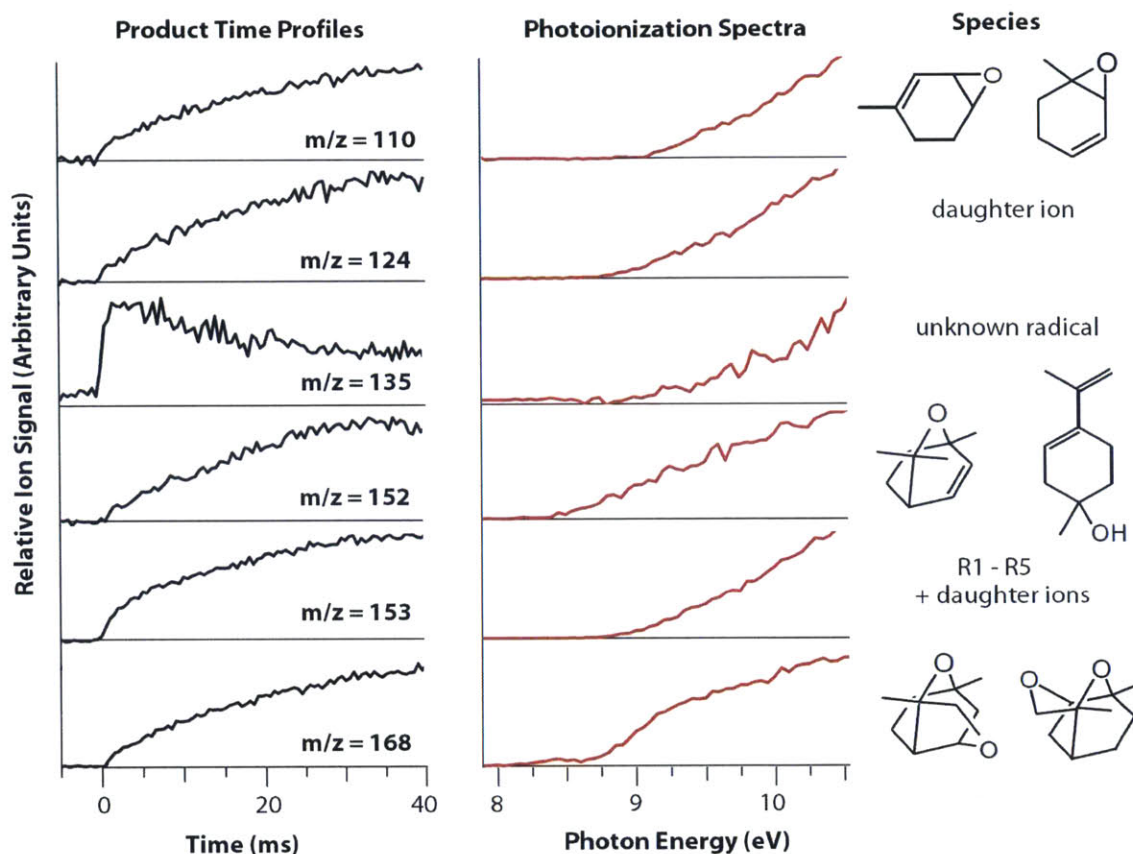 Product Time Profiles
Photoionization Spectra
Species
Relative Ion Signal (Arbitrary Units)
m/z = 110
O
O
m/z = 124
daughter ion
m/z = 135
unknown radical
m/z = 152
O
OH
m/z = 153
R1 - R5
+ daughter ions
m/z = 168
O
O
O
O
0
20
40
8
9
10
Time (ms)
Photon Energy (eV)